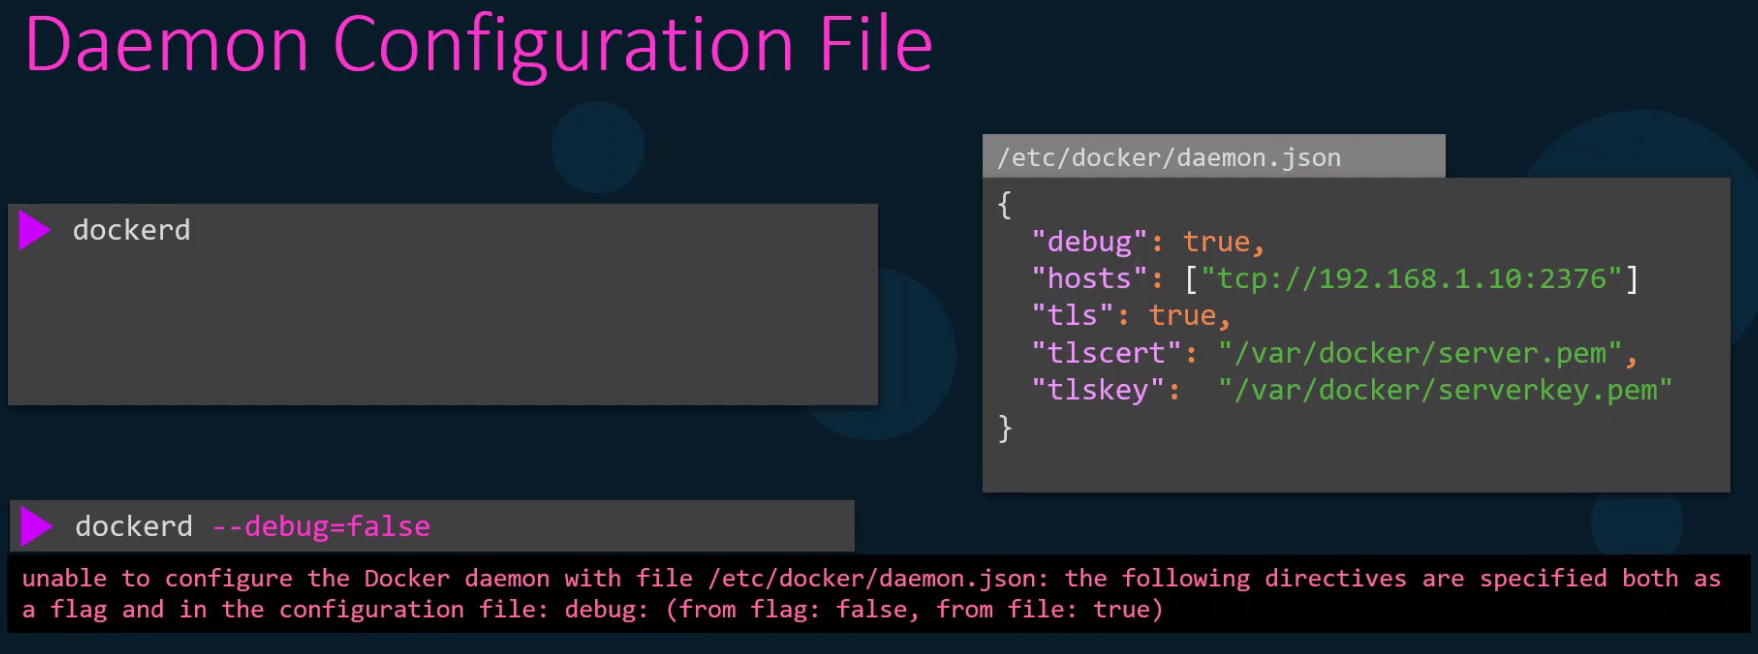 Daemon Configuration File
dockerd
/etc/docker/daemon.json
{
"debug": true,
"hosts": ["tcp://192.168.1.10:2376"]
"tls": true,
"tlscert": "/var/docker/server.pem",
"tlskey": "/var/docker/serverkey.pem"
}
dockerd --debug=false
unable to configure the Docker daemon with file /etc/docker/daemon.json: the following directives are specified both as
a flag and in the configuration file: debug: (from flag: false, from file: true)